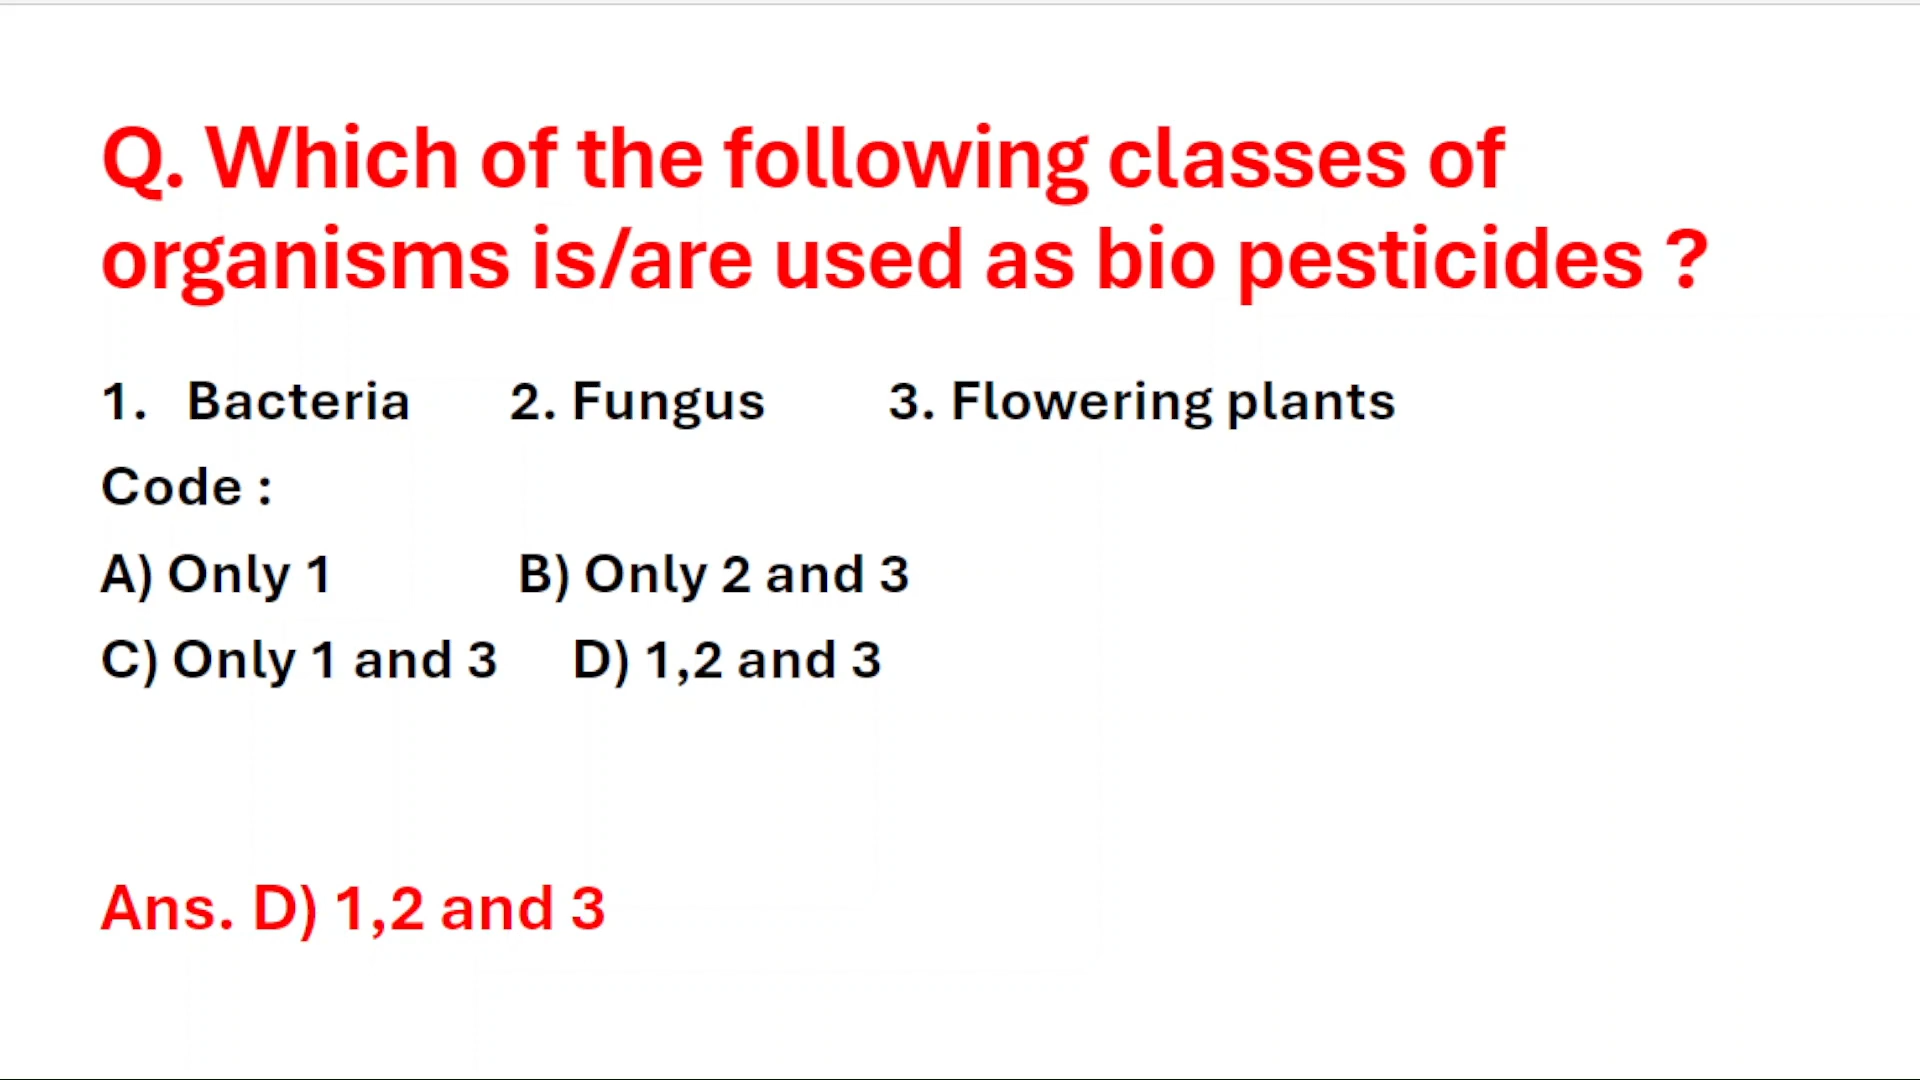 Q. Which of the following classes of
organisms is/are used as bio pesticides ?
1. Bacteria 2. Fungus 3. Flowering plants
Code :
A) Only 1 B) Only 2 and 3
C) Only 1 and 3 D) 1,2 and 3
Ans. D) 1,2 and 3